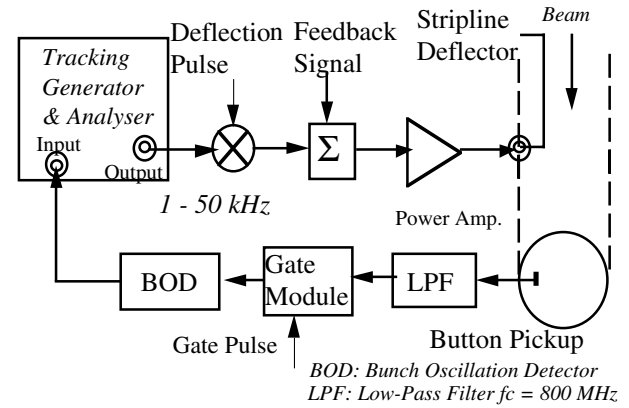 Tracking
Generator
& Analyser
Input
Output
Deflection
Pulse
Feedback
Signal
Stripline
Deflector
Beam
Σ
1 - 50 kHz
Power Amp.
BOD
Gate
Module
LPF
Gate Pulse
Button Pickup
BOD: Bunch Oscillation Detector
LPF: Low-Pass Filter fc = 800 MHz